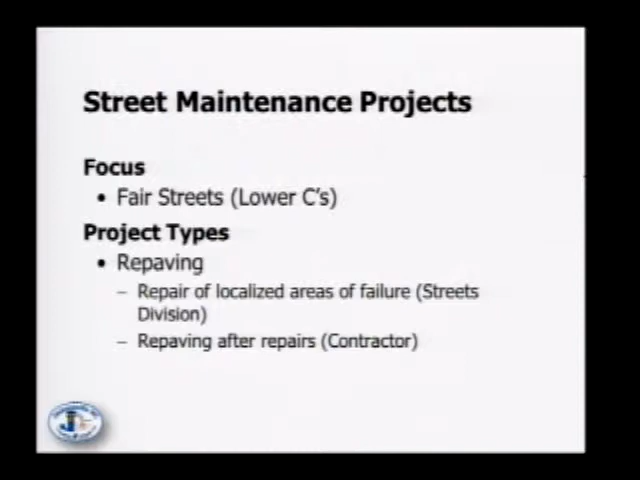 Street Maintenance Projects
Focus
• Fair Streets (Lower C's)
Project Types
• Repaving
– Repair of localized areas of failure (Streets
Division)
– Repaving after repairs (Contractor)